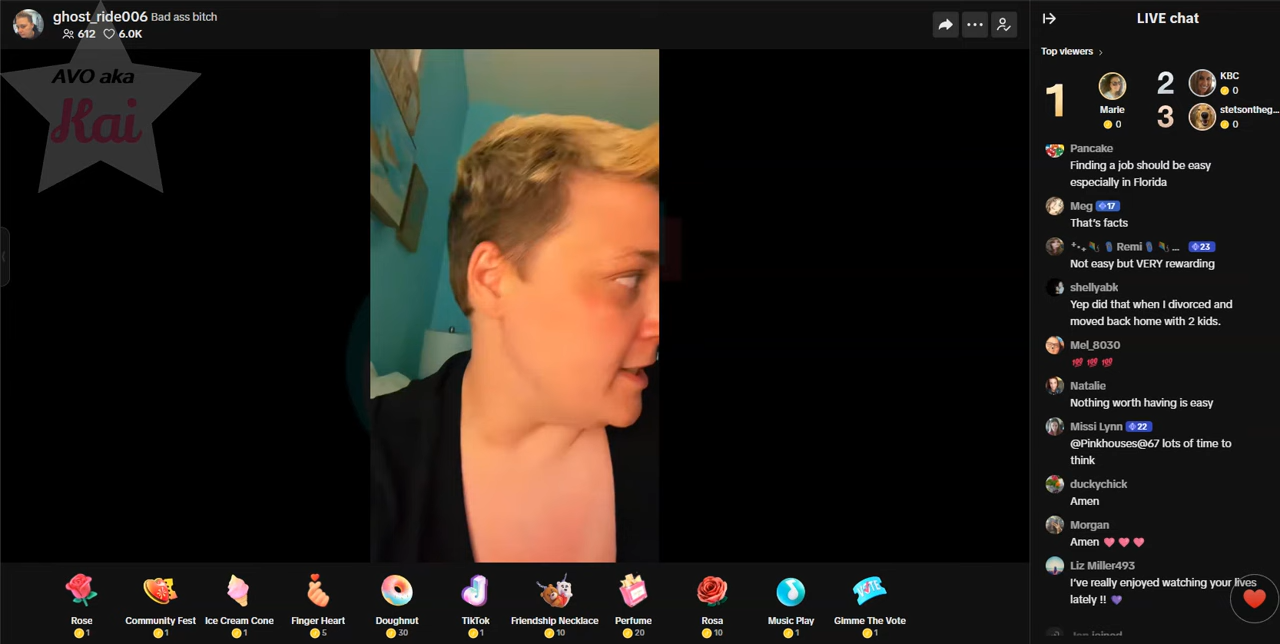 ghost_ride006 Bad ass bitch
612 6.0K
AVO aka
Kai
Rose
1
Community Fest
1
Ice Cream Cone
1
Finger Heart
5
Doughnut
30
TikTok
1
Friendship Necklace
10
Perfume
20
Rosa
10
Music Play
1
Gimme The Vote
1
LIVE chat
Top viewers
1
Marie
0
2
KBC
0
3
stetsontheg...
0
Pancake
Finding a job should be easy
especially in Florida
Meg 17
That's facts
Remi ... 23
Not easy but VERY rewarding
shellyabk
Yep did that when I divorced and
moved back home with 2 kids.
Mel_8030
💯 💯 💯
Natalie
Nothing worth having is easy
Missi Lynn 22
@Pinkhouses@67 lots of time to
think
duckychick
Amen
Morgan
Amen
Liz Miller493
I've really enjoyed watching your lives
lately !!